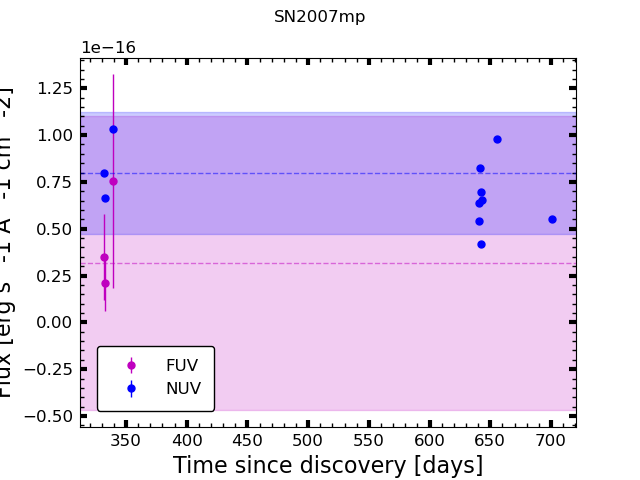 SN2007mp
1e−16
1.25
1.00
0.75
0.50
0.25
0.00
−0.25
−0.50
Flux [erg s -1 A -1 cm -2]
FUV
NUV
350 400 450 500 550 600 650 700
Time since discovery [days]